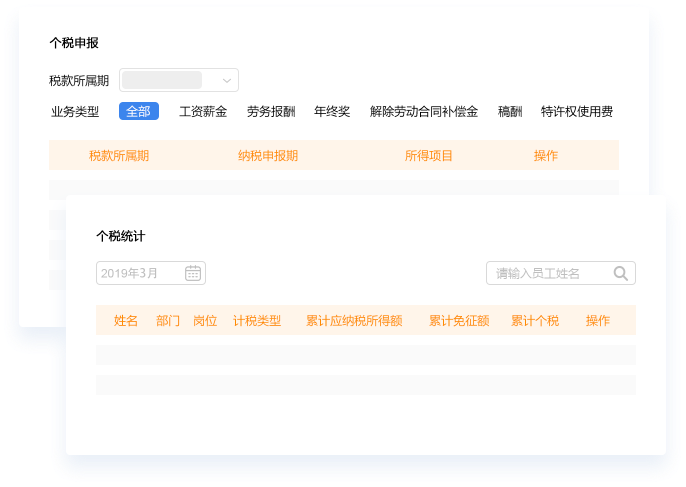 个税申报
税款所属期
业务类型 全部 工资薪金 劳务报酬 年终奖 解除劳动合同补偿金 稿酬 特许权使用费
税款所属期 纳税申报期 所得项目 操作
个税统计
2019年3月 请输入员工姓名
姓名 部门 岗位 计税类型 累计应纳税所得额 累计免征额 累计个税 操作